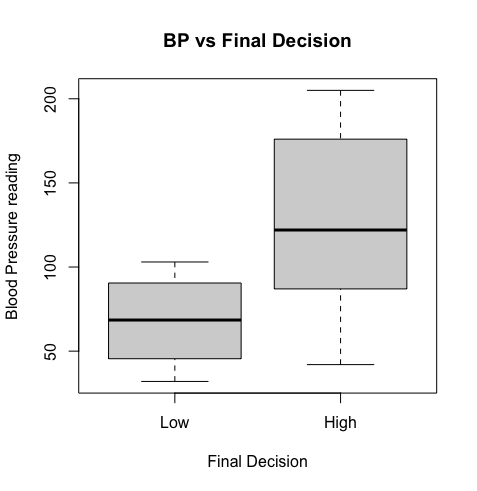 BP vs Final Decision
Blood Pressure reading
200
150
100
50
Low High
Final Decision